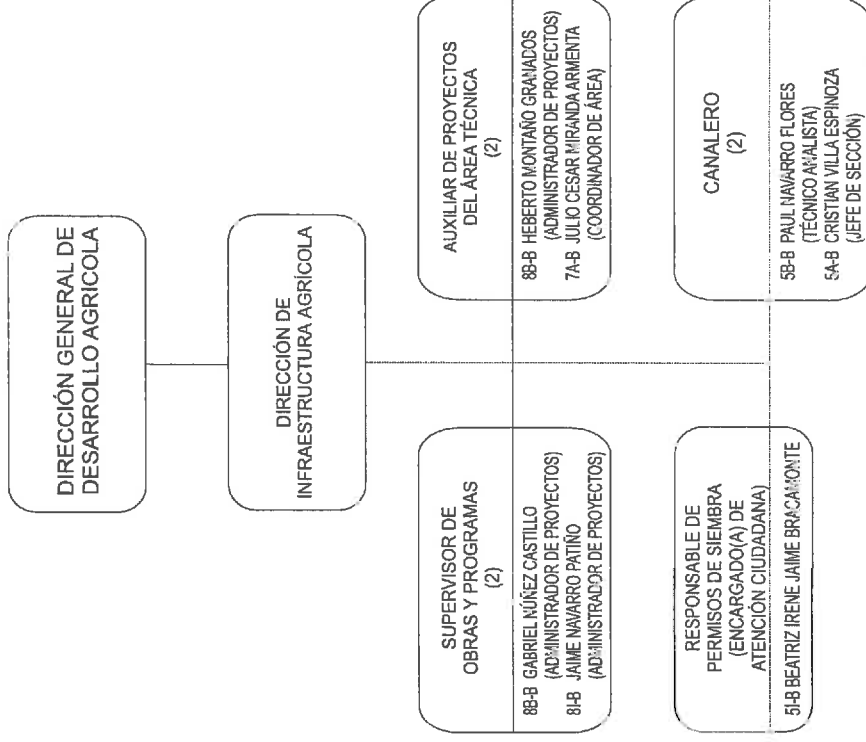 DIRECCIÓN GENERAL DE
DESARROLLO AGRICOLA
DIRECCIÓN DE
INFRAESTRUCTURA AGRÍCOLA
SUPERVISOR DE
OBRAS Y PROGRAMAS
(2)
8B-B GABRIEL NÚÑEZ CASTILLO
(ADMINISTRADOR DE PROYECTOS)
8I-B JAIME NAVARRO PATIÑO
(ADMINISTRADOR DE PROYECTOS)
AUXILIAR DE PROYECTOS
DEL ÁREA TÉCNICA
(2)
8B-B HEBERTO MONTAÑO GRANADOS
(ADMINISTRADOR DE PROYECTOS)
7A-B JULIO CESAR MIRANDA ARMENTA
(COORDINADOR DE ÁREA)
RESPONSABLE DE
PERMISOS DE SIEMBRA
(ENCARGADO(A) DE
ATENCIÓN CIUDADANA)
5I-B BEATRIZ IRENE JAIME BRACAMONTE
CANALERO
(2)
5B-B PAUL NAVARRO FLORES
(TÉCNICO ANALISTA)
5A-B CRISTIAN VILLA ESPINOZA
(JEFE DE SECCIÓN)